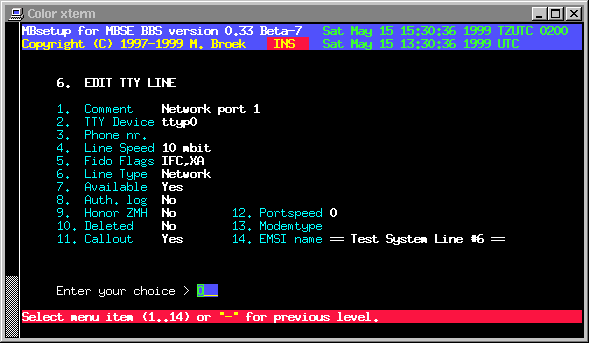 Color xterm
MBsetup for MBSE BBS version 0.33 Beta-7 Sat May 15 15:30:36 1999 TZUTC 0200
Copyright (C) 1997-1999 M. Broek INS Sat May 15 13:30:36 1999 UTC
6. EDIT TTY LINE
1. Comment Network port 1
2. TTY Device ttyp0
3. Phone nr.
4. Line Speed 10 mbit
5. Fido Flags IFC,XA
6. Line Type Network
7. Available Yes
8. Auth. log No
9. Honor ZMH No 12. Portspeed 0
10. Deleted No 13. Modemtype
11. Callout Yes 14. EMSI name == Test System Line #6 ==
Enter your choice > 0
Select menu item (1..14) or "-" for previous level.